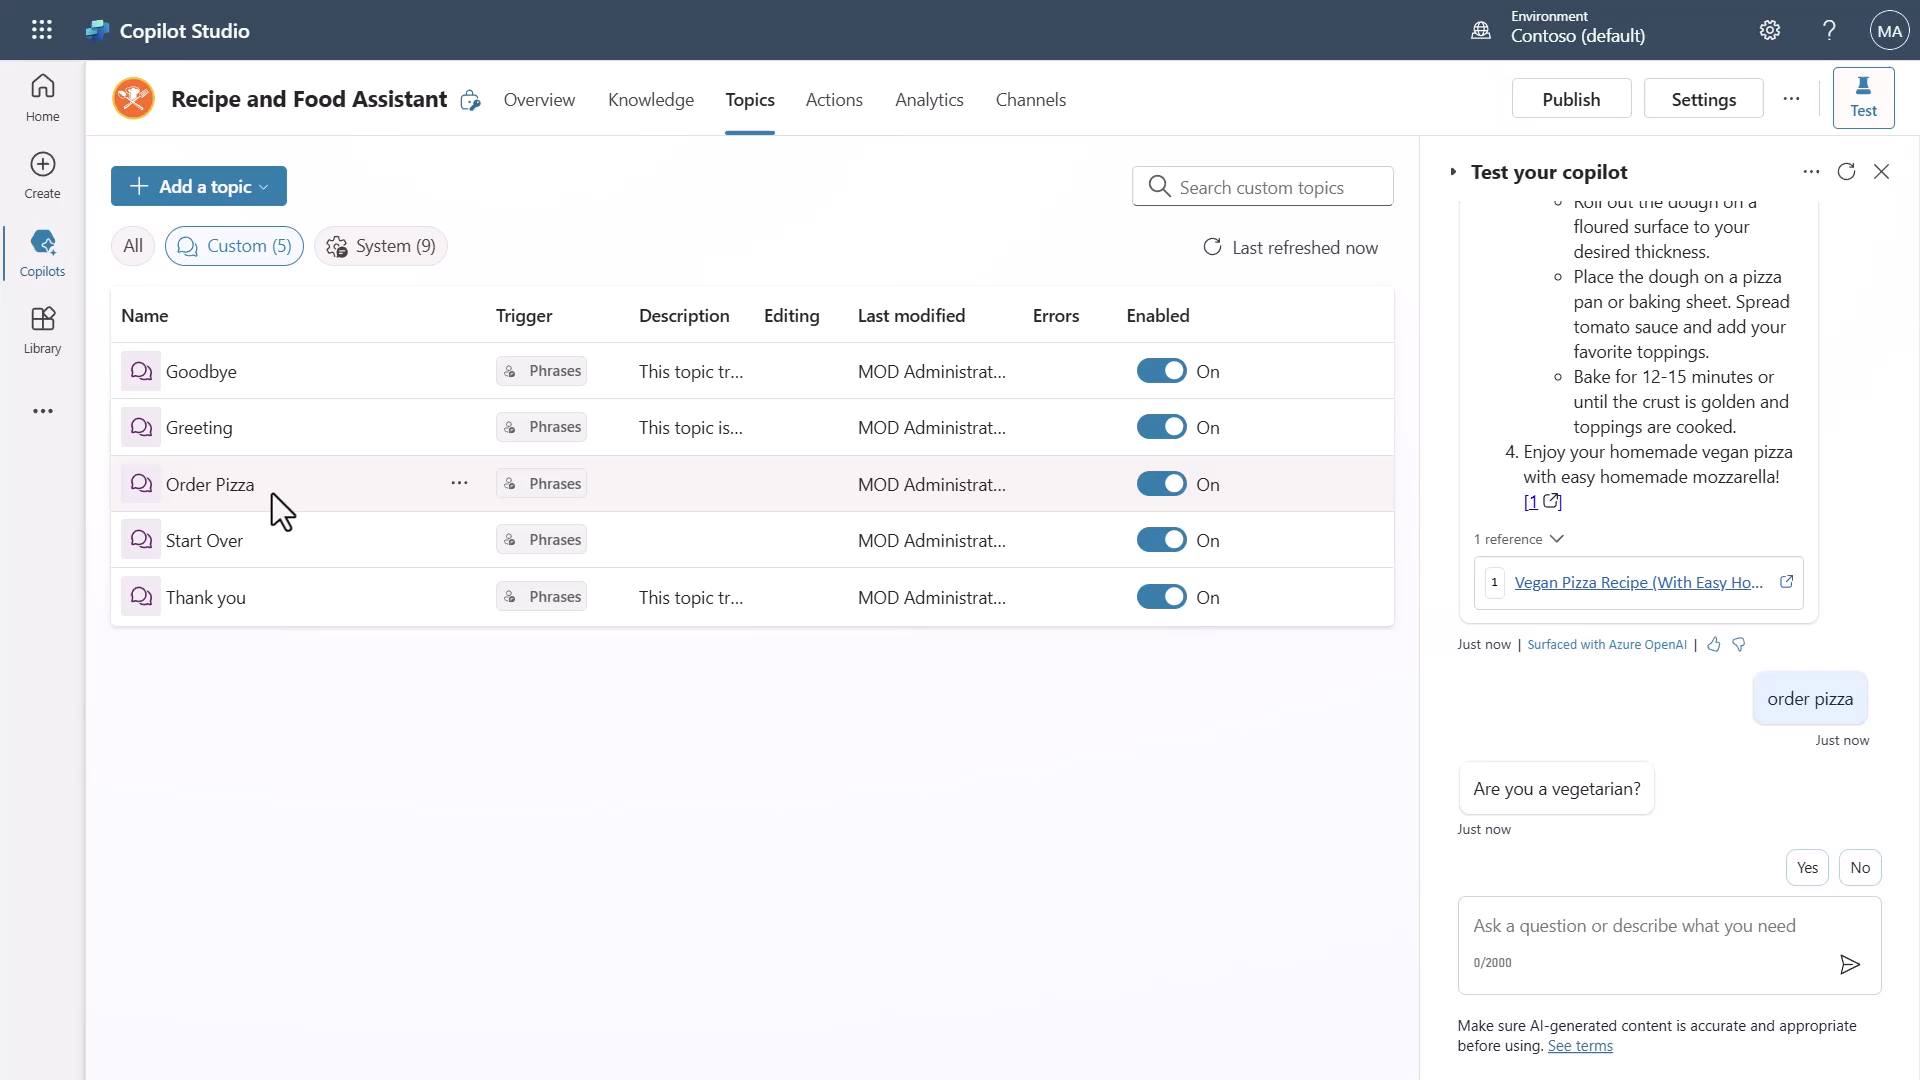 Copilot Studio
Environment
Contoso (default)
MA
Home
Create
Copilots
Library
Recipe and Food Assistant
Overview
Knowledge
Topics
Actions
Analytics
Channels
Publish
Settings
Test
Add a topic
Search custom topics
All
Custom (5)
System (9)
Last refreshed now
Name Trigger Description Editing Last modified Errors Enabled
Goodbye Phrases This topic tr... MOD Administrat... On
Greeting Phrases This topic is... MOD Administrat... On
Order Pizza ... Phrases MOD Administrat... On
Start Over Phrases MOD Administrat... On
Thank you Phrases This topic tr... MOD Administrat... On
Test your copilot
Roll out the dough on a
floured surface to your
desired thickness.
Place the dough on a pizza
pan or baking sheet. Spread
tomato sauce and add your
favorite toppings.
Bake for 12-15 minutes or
until the crust is golden and
toppings are cooked.
4. Enjoy your homemade vegan pizza
with easy homemade mozzarella!
[1]
1 reference
1 Vegan Pizza Recipe (With Easy Ho...
Just now | Surfaced with Azure OpenAI |
order pizza
Just now
Are you a vegetarian?
Just now
Yes No
Ask a question or describe what you need
0/2000
Make sure AI-generated content is accurate and appropriate
before using. See terms